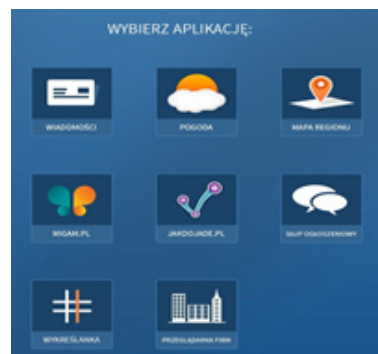 WYBIERZ APLIKACJĘ:
WIADOMOŚCI
POGODA
MAPA REGIONU
MIGAM.PL
JAKDOJADE.PL
SŁUP OGŁOSZENIOWY
WYKREŚLANKA
PRZEGLĄDARKA FIRM